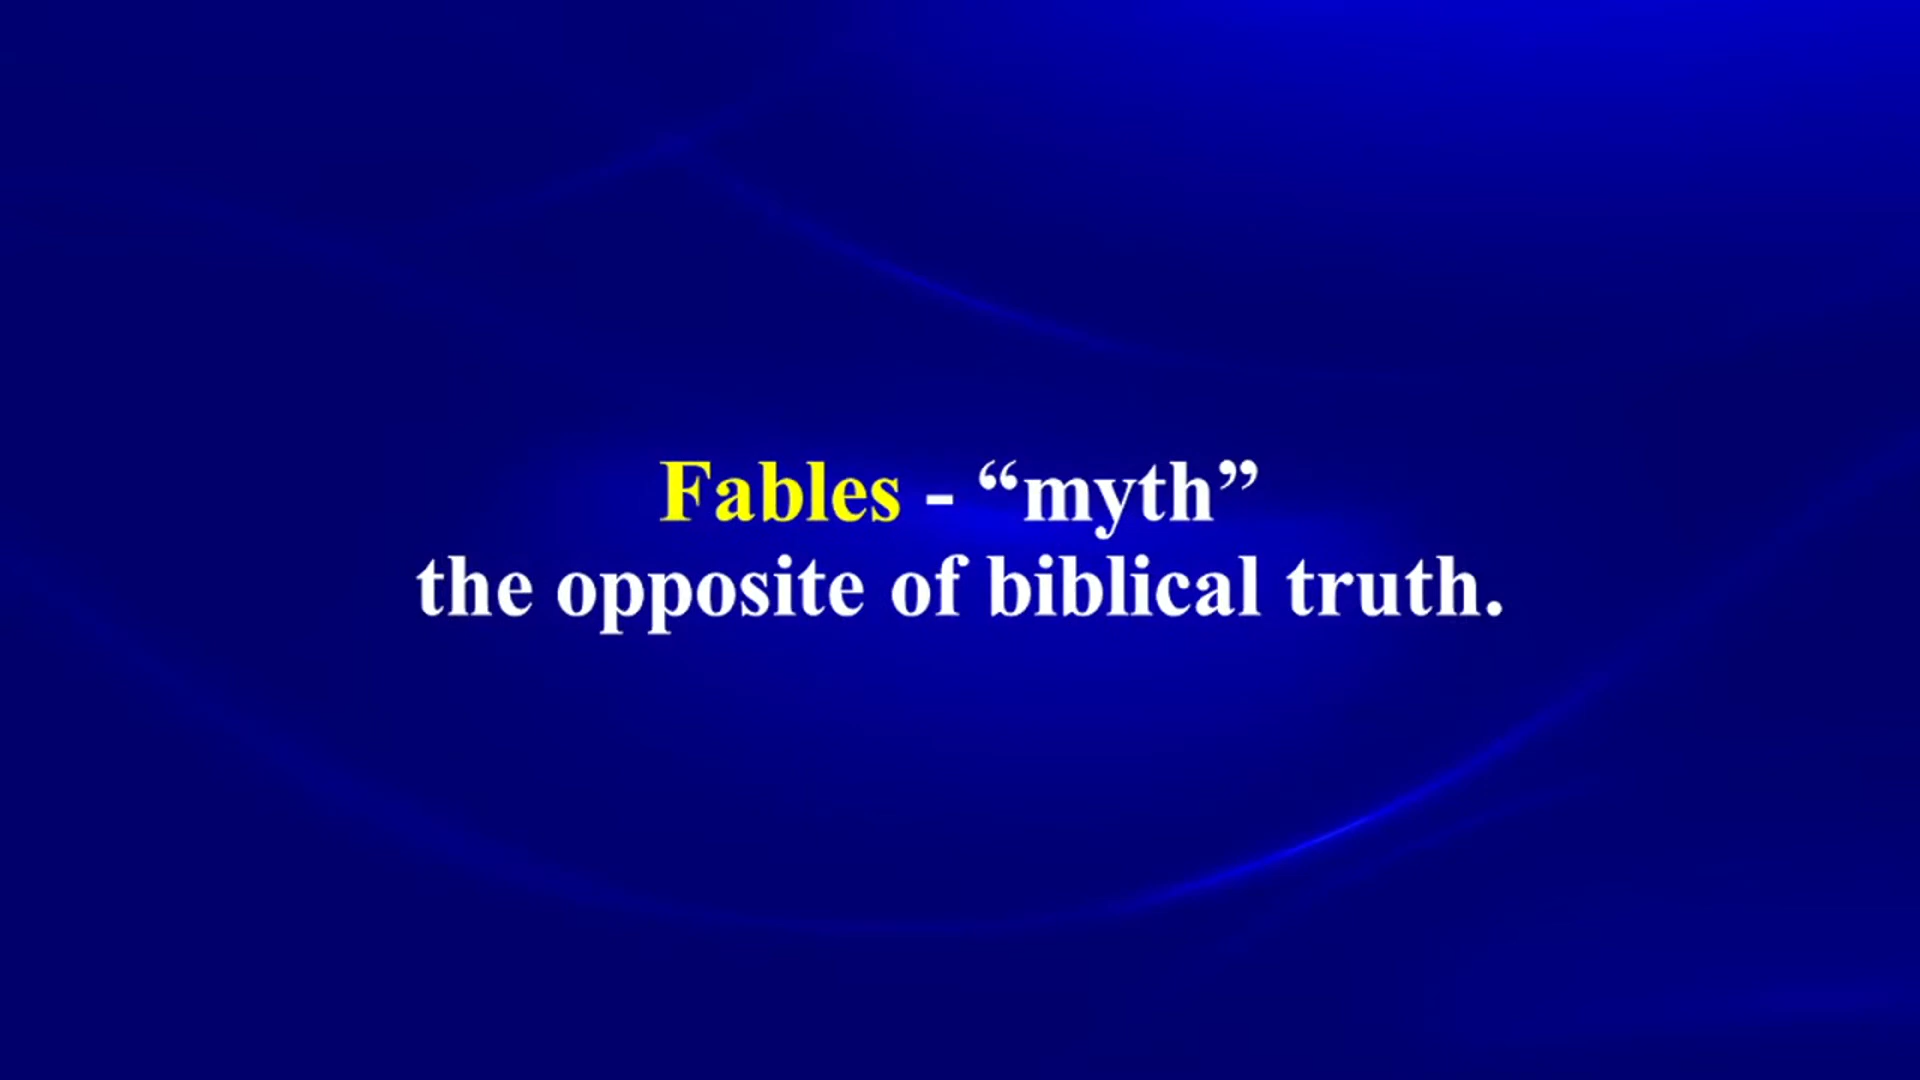 Fables - “myth”
the opposite of biblical truth.